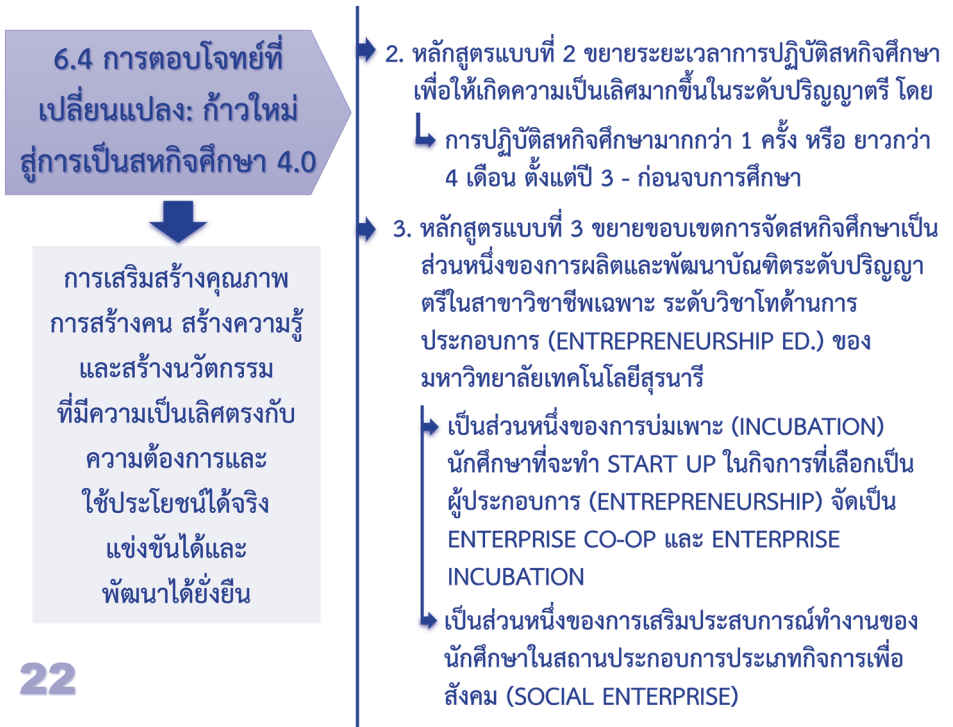 6.4 การตอบโจทย์ที่
เปลี่ยนแปลง: ก้าวใหม่
สู่การเป็นสหกิจศึกษา 4.0
การเสริมสร้างคุณภาพ
การสร้างคน สร้างความรู้
และสร้างนวัตกรรม
ที่มีความเป็นเลิศตรงกับ
ความต้องการและ
ใช้ประโยชน์ได้จริง
แข่งขันได้และ
พัฒนาได้ยั่งยืน
22
2. หลักสูตรแบบที่ 2 ขยายระยะเวลาการปฏิบัติสหกิจศึกษา
เพื่อให้เกิดความเป็นเลิศมากขึ้นในระดับปริญญาตรี โดย
การปฏิบัติสหกิจศึกษามากกว่า 1 ครั้ง หรือ ยาวกว่า
4 เดือน ตั้งแต่ปี 3 - ก่อนจบการศึกษา
3. หลักสูตรแบบที่ 3 ขยายขอบเขตการจัดสหกิจศึกษาเป็น
ส่วนหนึ่งของการผลิตและพัฒนาบัณฑิตระดับปริญญา
ตรีในสาขาวิชาชีพเฉพาะ ระดับวิชาโทด้านการ
ประกอบการ (ENTREPRENEURSHIP ED.) ของ
มหาวิทยาลัยเทคโนโลยีสุรนารี
เป็นส่วนหนึ่งของการบ่มเพาะ (INCUBATION)
นักศึกษาที่จะทำ START UP ในกิจการที่เลือกเป็น
ผู้ประกอบการ (ENTREPRENEURSHIP) จัดเป็น
ENTERPRISE CO-OP และ ENTERPRISE
INCUBATION
เป็นส่วนหนึ่งของการเสริมประสบการณ์ทำงานของ
นักศึกษาในสถานประกอบการประเภทกิจการเพื่อ
สังคม (SOCIAL ENTERPRISE)